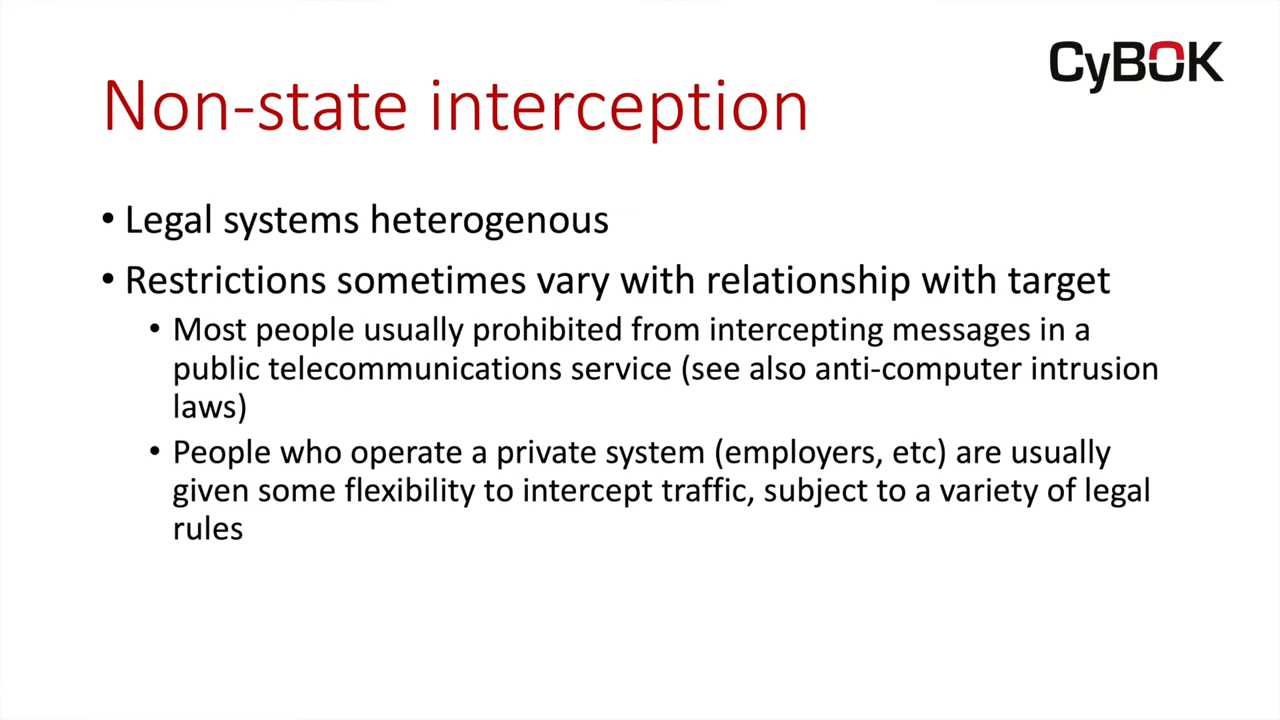 CyBOK
Non-state interception
• Legal systems heterogenous
• Restrictions sometimes vary with relationship with target
• Most people usually prohibited from intercepting messages in a
public telecommunications service (see also anti-computer intrusion
laws)
• People who operate a private system (employers, etc) are usually
given some flexibility to intercept traffic, subject to a variety of legal
rules